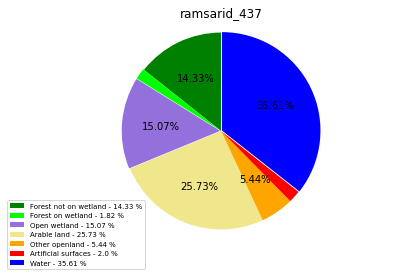 ramsarid_437
14.33%
35.61%
15.07 %
25.73 %
5.44%
Forest not on wetland - 14.33 %
Forest on wetland - 1.82 %
Open wetland - 15.07 %
Arable land - 25.73 %
Other openland - 5.44 %
Artificial surfaces - 2.0 %
Water - 35.61 %